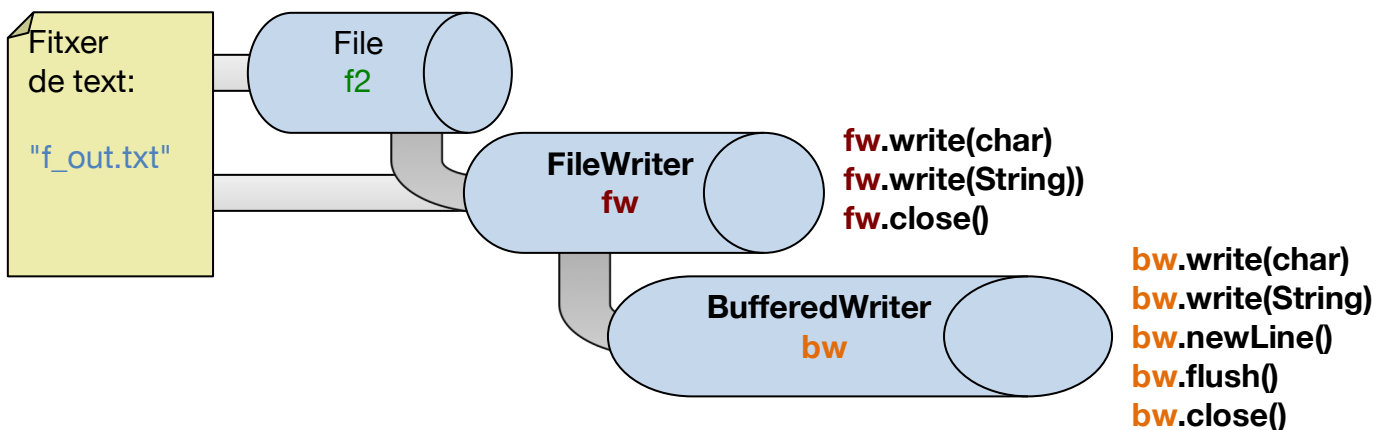 Fitxer
de text:
"f_out.txt"
File
f2
FileWriter
fw
fw.write(char)
fw.write(String))
fw.close()
BufferedWriter
bw
bw.write(char)
bw.write(String)
bw.newLine()
bw.flush()
bw.close()